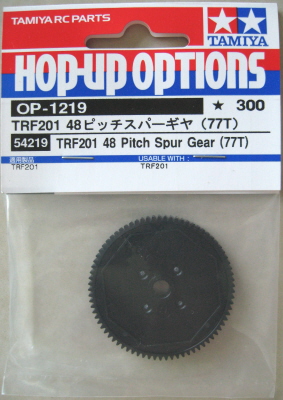 TAMIYA RC PARTS
TAMIYA
HOP-UP OPTIONS
OP-1219
★ 300
TRF201 48ピッチスパーギヤ (77T)
54219 TRF201 48 Pitch Spur Gear (77T)
適用製品 USABLE WITH :
TRF201 TRF201